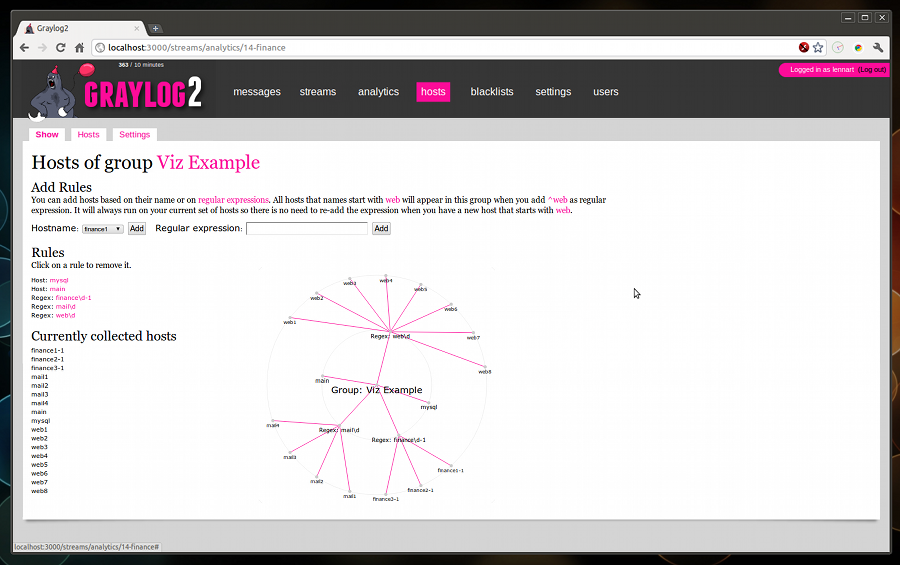 Graylog2
localhost:3000/streams/analytics/14-finance
363 / 10 minutes
Logged in as lennart (Log out)
GRAYLOG2
messages streams analytics hosts blacklists settings users
Show Hosts Settings
Hosts of group Viz Example
Add Rules
You can add hosts based on their name or on regular expressions. All hosts that names start with web will appear in this group when you add ^web as regular
expression. It will always run on your current set of hosts so there is no need to re-add the expression when you have a new host that starts with web.
Hostname: finance1 Add Regular expression: Add
Rules
Click on a rule to remove it.
Host: mysql
Host: main
Regex: finance\d-1
Regex: mail\d
Regex: web\d
Currently collected hosts
finance1-1
finance2-1
finance3-1
mail1
mail2
mail3
mail4
main
mysql
web1
web2
web3
web4
web5
web6
web7
web8
web4
web3
web5
web2
web6
web1
Regex: web\d
web7
web8
main
Group: Viz Example
mysql
mail4
Regex: mail\d
Regex: finance\d-1
mail3
finance1-1
mail2
finance2-1
mail1
finance3-1
localhost:3000/streams/analytics/14-finance#